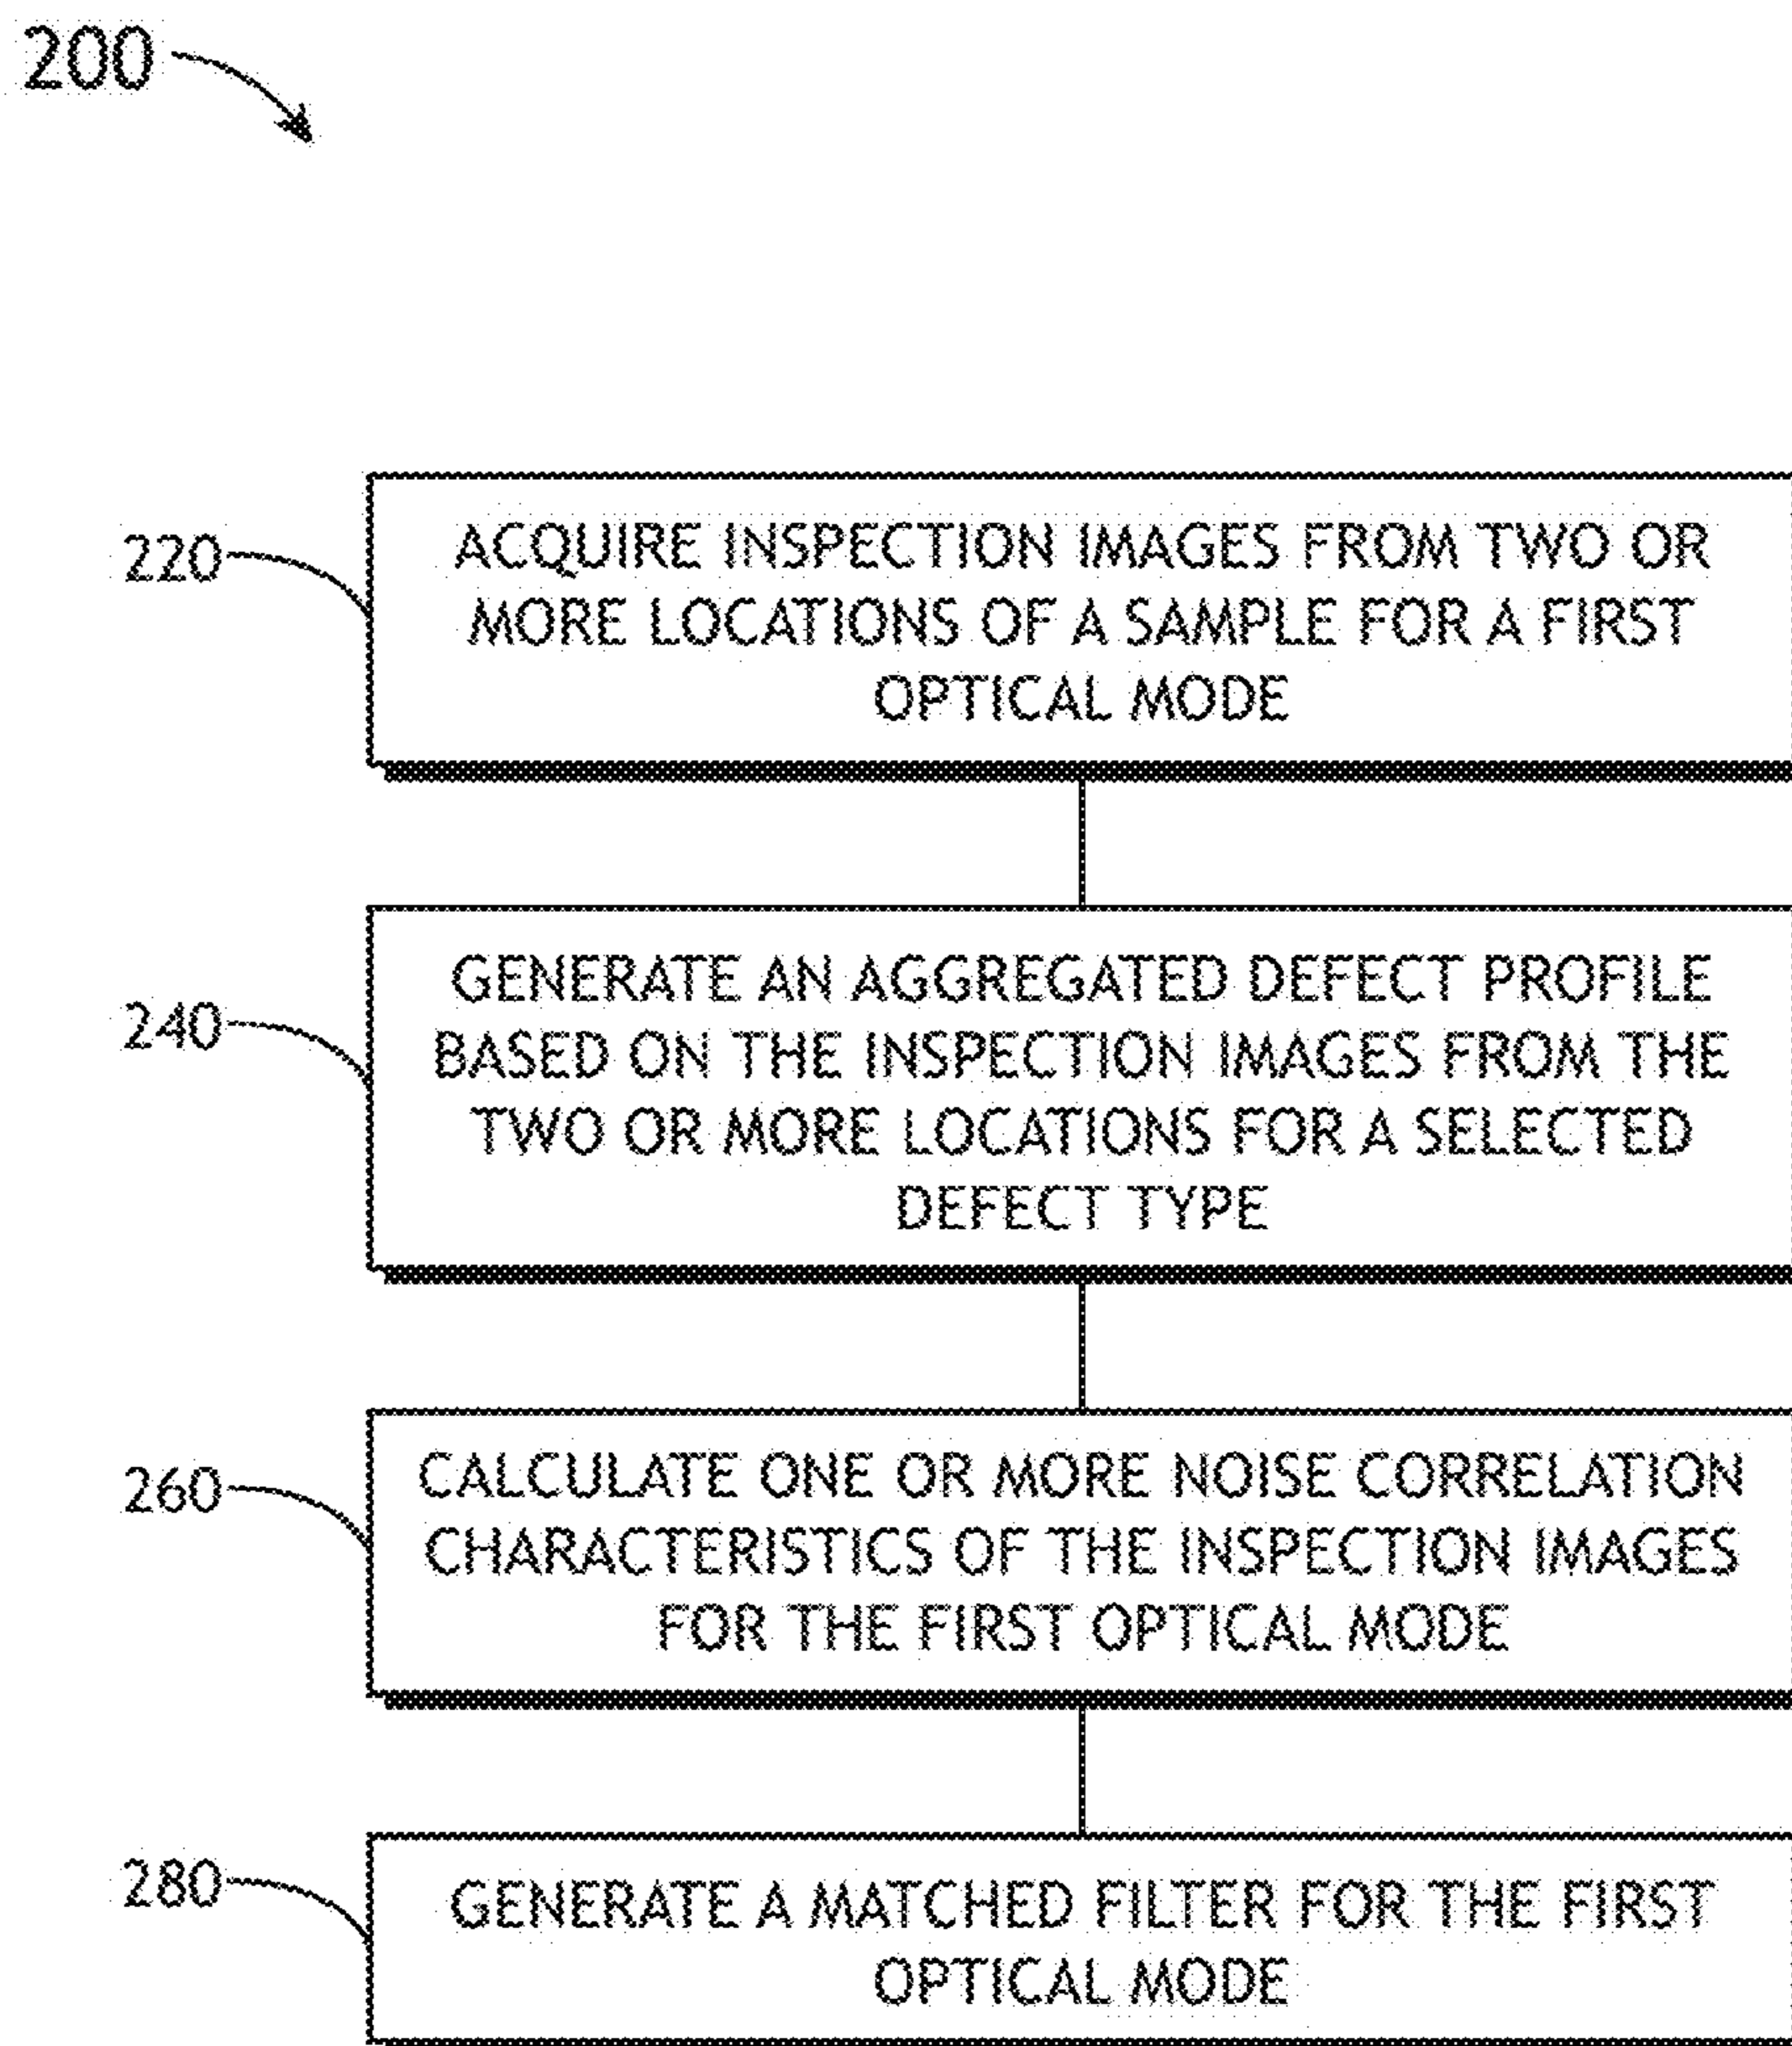 200
220
ACQUIRE INSPECTION IMAGES FROM TWO OR
MORE LOCATIONS OF A SAMPLE FOR A FIRST
OPTICAL MODE
240
GENERATE AN AGGREGATED DEFECT PROFILE
BASED ON THE INSPECTION IMAGES FROM THE
TWO OR MORE LOCATIONS FOR A SELECTED
DEFECT TYPE
260
CALCULATE ONE OR MORE NOISE CORRELATION
CHARACTERISTICS OF THE INSPECTION IMAGES
FOR THE FIRST OPTICAL MODE
280
GENERATE A MATCHED FILTER FOR THE FIRST
OPTICAL MODE